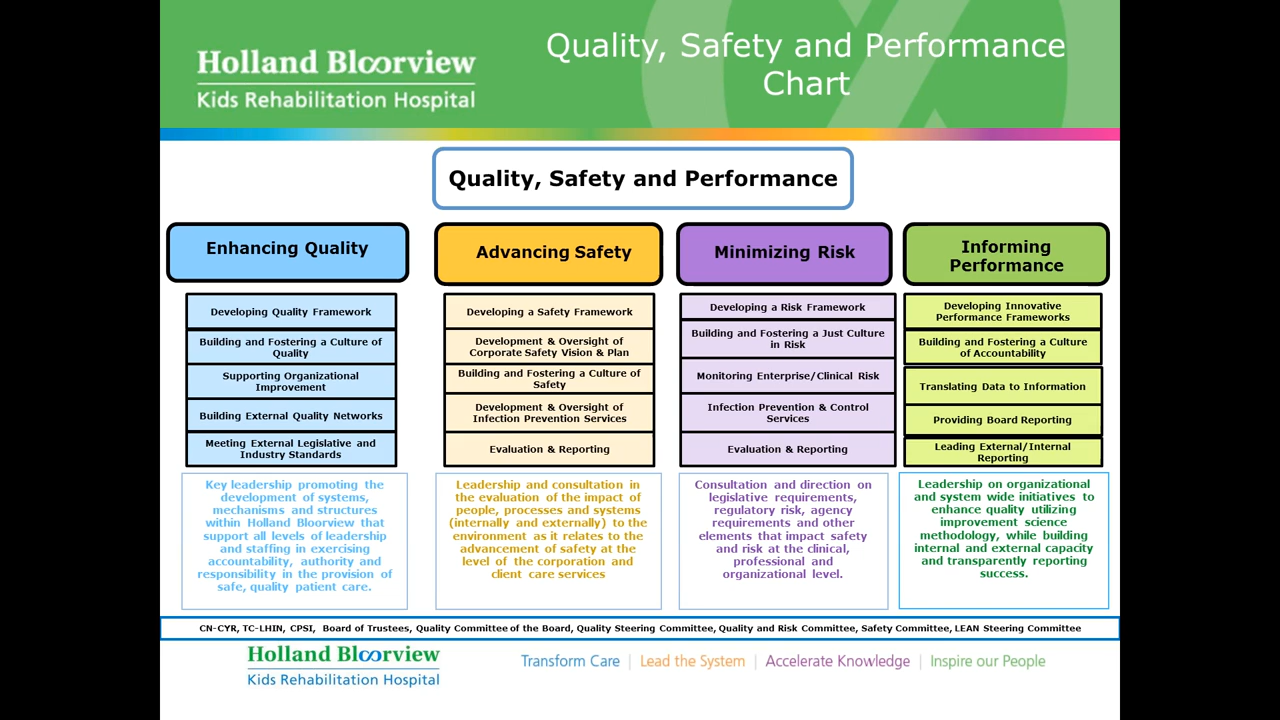 Holland Bloorview
Kids Rehabilitation Hospital
Quality, Safety and Performance
Chart
Quality, Safety and Performance
Enhancing Quality
Developing Quality Framework
Building and Fostering a Culture of
Quality
Supporting Organizational
Improvement
Building External Quality Networks
Meeting External Legislative and
Industry Standards
Key leadership promoting the
development of systems,
mechanisms and structures
within Holland Bloorview that
support all levels of leadership
and staffing in exercising
accountability, authority and
responsibility in the provision of
safe, quality patient care.
Advancing Safety
Developing a Safety Framework
Development & Oversight of
Corporate Safety Vision & Plan
Building and Fostering a Culture of
Safety
Development & Oversight of
Infection Prevention Services
Evaluation & Reporting
Leadership and consultation in
the evaluation of the impact of
people, processes and systems
(internally and externally) to the
environment as it relates to the
advancement of safety at the
level of the corporation and
client care services
Minimizing Risk
Developing a Risk Framework
Building and Fostering a Just Culture
in Risk
Monitoring Enterprise/Clinical Risk
Infection Prevention & Control
Services
Evaluation & Reporting
Consultation and direction on
legislative requirements,
regulatory risk, agency
requirements and other
elements that impact safety
and risk at the clinical,
professional and
organizational level.
Informing
Performance
Developing Innovative
Performance Frameworks
Building and Fostering a Culture
of Accountability
Translating Data to Information
Providing Board Reporting
Leading External/Internal
Reporting
Leadership on organizational
and system wide initiatives to
enhance quality utilizing
improvement science
methodology, while building
internal and external capacity
and transparently reporting
success.
CN-CYR, TC-LHIN, CPSI, Board of Trustees, Quality Committee of the Board, Quality Steering Committee, Quality and Risk Committee, Safety Committee, LEAN Steering Committee
Holland Bloorview
Kids Rehabilitation Hospital
Transform Care | Lead the System | Accelerate Knowledge | Inspire our People